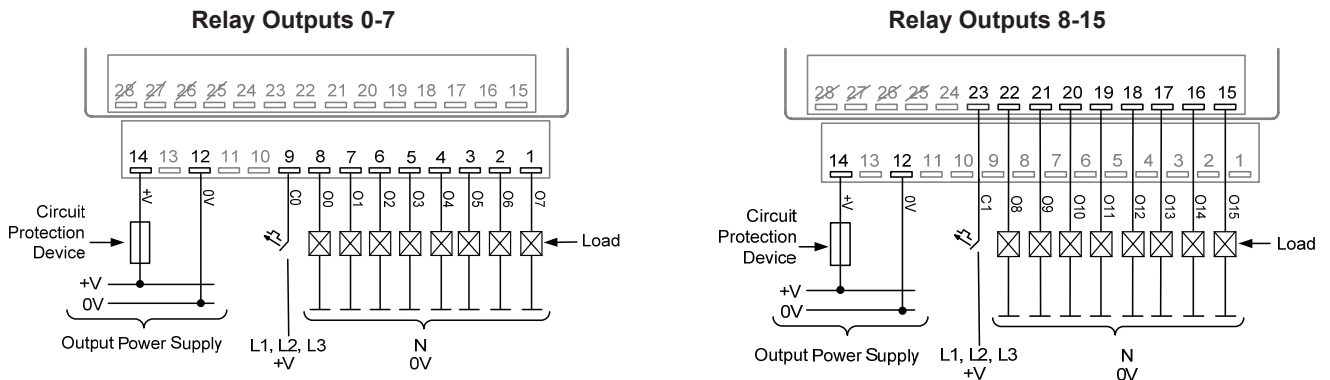 Relay Outputs 0-7
28 27 26 25 24 23 22 21 20 19 18 17 16 15
14 13 12 11 10 9 8 7 6 5 4 3 2 1
+V 0V C0 O0 O1 O2 O3 O4 O5 O6 O7
Circuit
Protection
Device
Load
+V
0V
Output Power Supply
L1, L2, L3
+V
N
0V
Relay Outputs 8-15
28 27 26 25 24 23 22 21 20 19 18 17 16 15
14 13 12 11 10 9 8 7 6 5 4 3 2 1
+V 0V C1 O8 O9 O10 O11 O12 O13 O14 O15
Circuit
Protection
Device
Load
+V
0V
Output Power Supply
L1, L2, L3
+V
N
0V